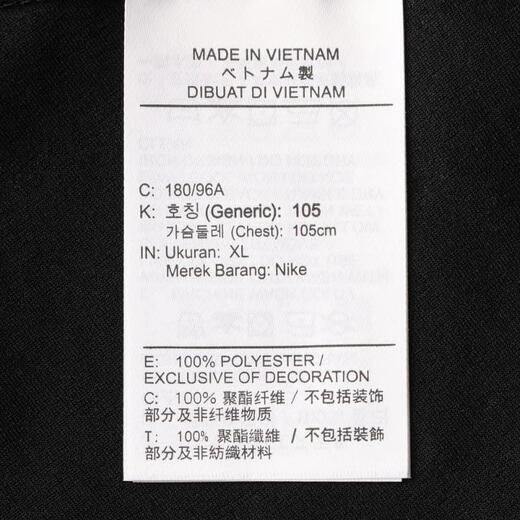 MADE IN VIETNAM
ベトナム製
DIBUAT DI VIETNAM
C: 180/96A
K: 호칭 (Generic): 105
가슴둘레 (Chest): 105cm
IN: Ukuran: XL
Merek Barang: Nike
E: 100% POLYESTER /
EXCLUSIVE OF DECORATION
C: 100% 聚酯纤维 / 不包括装饰
部分及非纤维物质
T: 100% 聚酯纖維 / 不包括裝飾
部分及非紡織材料